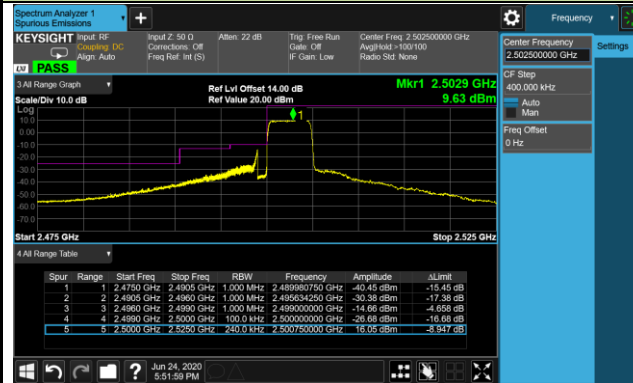 Spectrum Analyzer 1
Spurious Emissions
Frequency
KEYSIGHT Input: RF Input Z: 50 Ω Atten: 22 dB Trig: Free Run Center Freq: 2.502500000 GHz
Coupling: DC Corrections: Off Gate: Off Avg|Hold:>100/100
Align: Auto Freq Ref: Int (S) IF Gain: Low Radio Std: None
PASS
Center Frequency
2.502500000 GHz
Settings
CF Step
400.000 kHz
Auto
Man
Freq Offset
0 Hz
3 All Range Graph
Ref Lvl Offset 14.00 dB Mkr1 2.5029 GHz
Scale/Div 10.0 dB Ref Value 20.00 dBm 9.63 dBm
Log
10.0
0.00
-10.0
-20.0
-30.0
-40.0
-50.0
-60.0
-70.0
1
Start 2.475 GHz Stop 2.525 GHz
4 All Range Table
Spur Range Start Freq Stop Freq RBW Frequency Amplitude ΔLimit
1 1 2.4750 GHz 2.4905 GHz 1.000 MHz 2.489980750 GHz -40.45 dBm -15.45 dB
2 2 2.4905 GHz 2.4960 GHz 1.000 MHz 2.495634250 GHz -30.38 dBm -17.38 dB
3 3 2.4960 GHz 2.4990 GHz 1.000 MHz 2.499000000 GHz -14.66 dBm -4.658 dB
4 4 2.4990 GHz 2.5000 GHz 100.0 kHz 2.500000000 GHz -26.68 dBm -16.68 dB
5 5 2.5000 GHz 2.5250 GHz 240.0 kHz 2.500750000 GHz 16.05 dBm -8.947 dB
?
Jun 24, 2020
5:51:59 PM